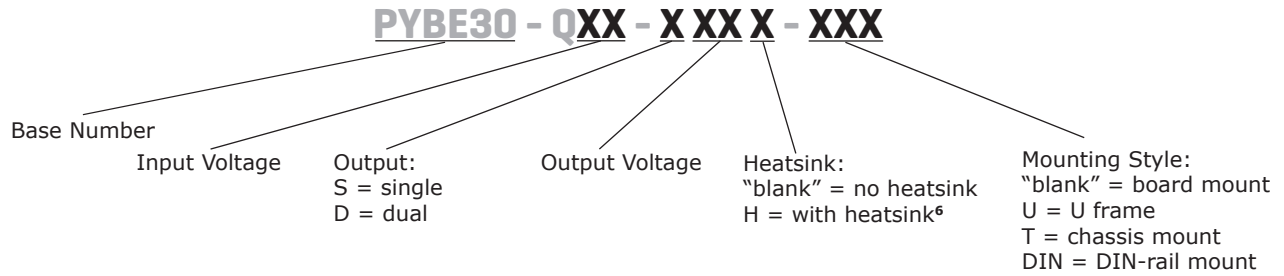 PYBE30 - QXX - X XX X - XXX
Base Number
Input Voltage
Output:
S = single
D = dual
Output Voltage
Heatsink:
"blank" = no heatsink
H = with heatsink⁶
Mounting Style:
"blank" = board mount
U = U frame
T = chassis mount
DIN = DIN-rail mount